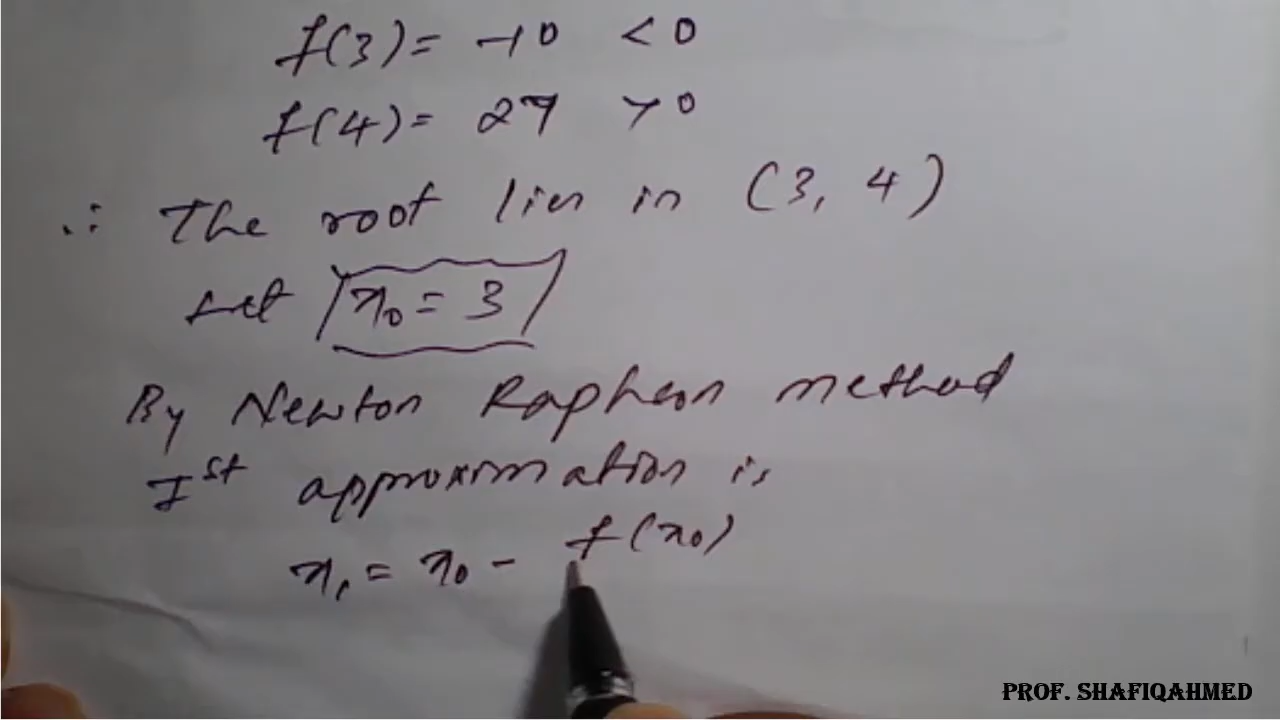 f(3) = -10 < 0
f(4) = 27 > 0
∴ The root lies in (3, 4)
Let x₀ = 3
By Newton Raphson method
Iˢᵗ approximation is
x₁ = x₀ - f(x₀)
PROF. SHAFIQAHMED